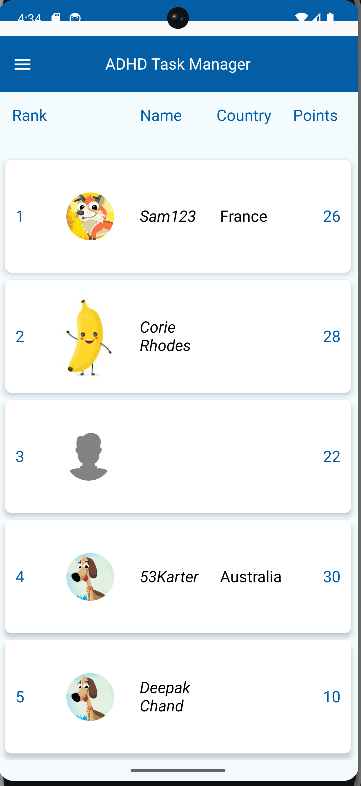 4:34
ADHD Task Manager
Rank Name Country Points
1 Sam123 France 26
2 Corie Rhodes 28
3 22
4 53Karter Australia 30
5 Deepak Chand 10